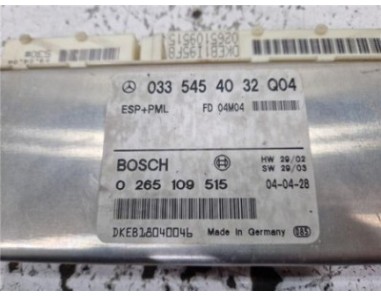 033 545 40 32 Q04
ESP+PML FD 04M04
BOSCH HW 29/02
SW 29/03
0 265 109 515 04-04-28
DKEB18040046 Made in Germany